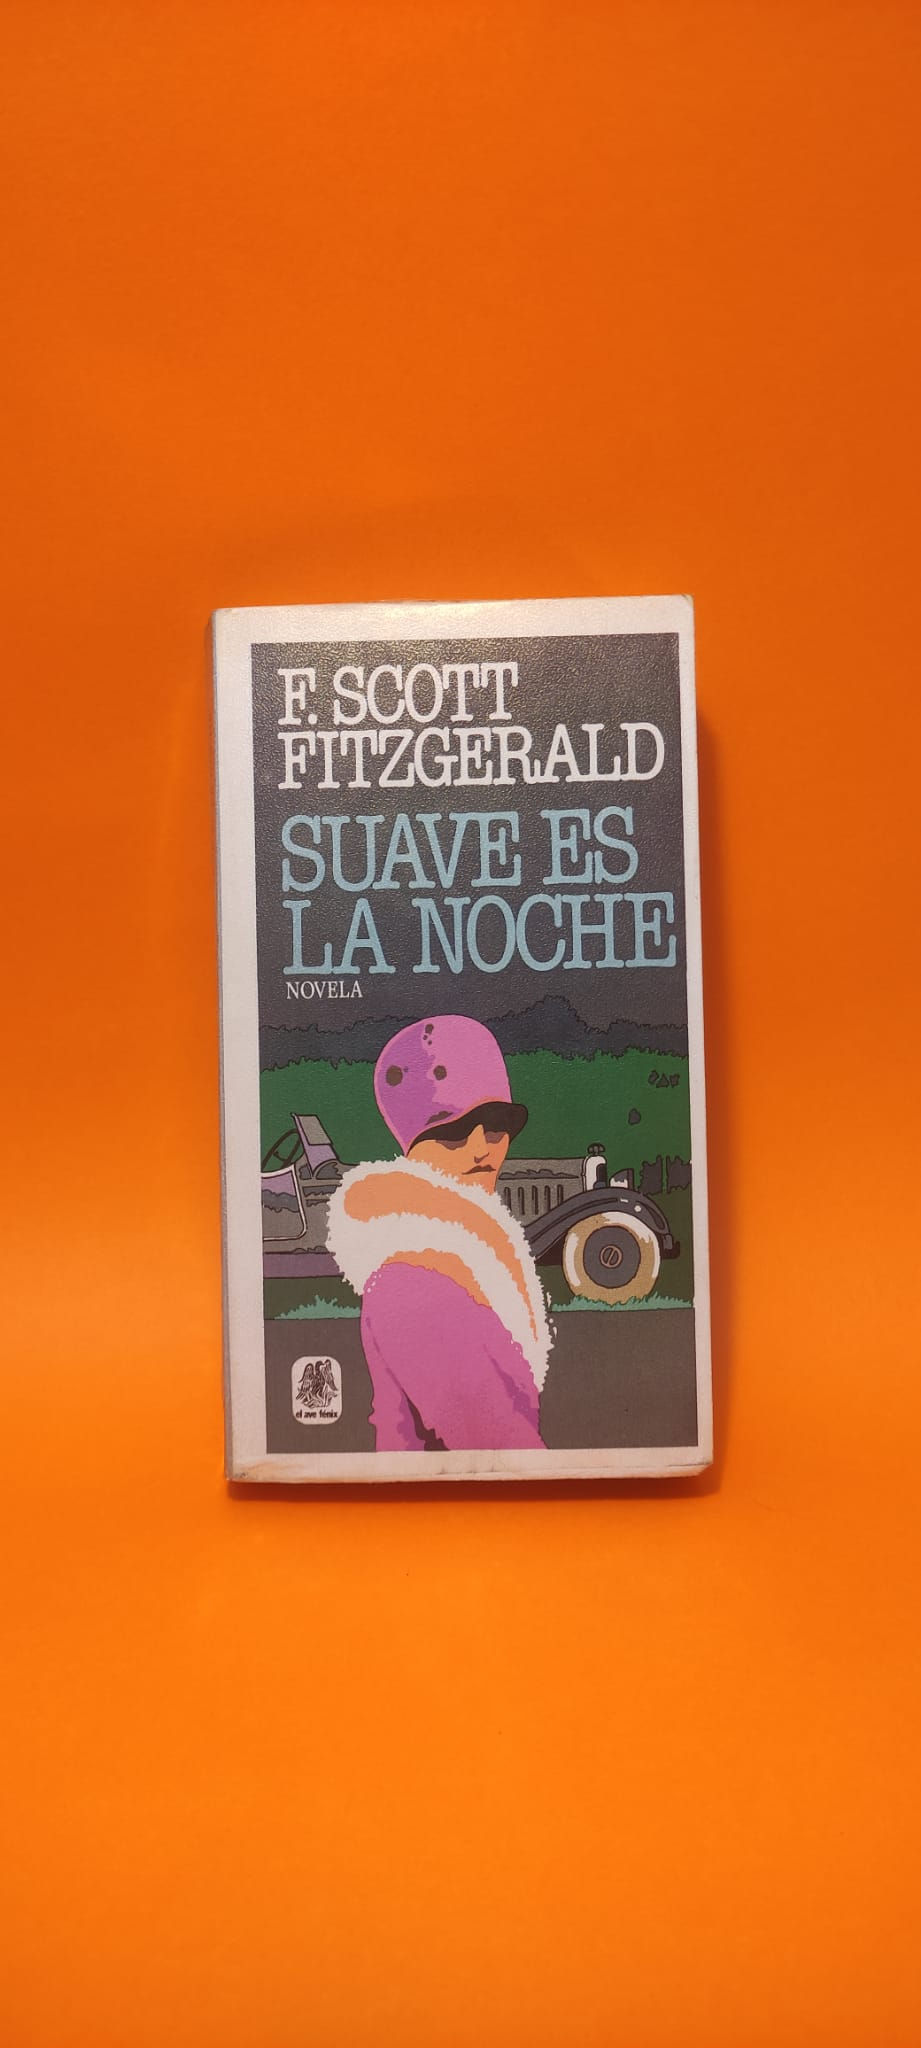 F. SCOTT
FITZGERALD
SUAVE ES
LA NOCHE
NOVELA
el ave fénix